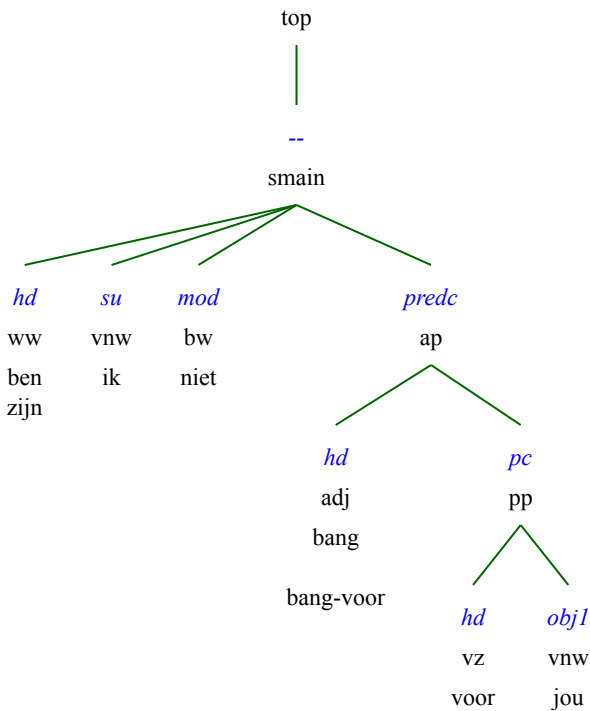 top
--
smain
hd su mod predc
ww vnw bw ap
ben ik niet
zijn
hd pc
adj pp
bang
bang-voor
hd obj1
vz vnw
voor jou